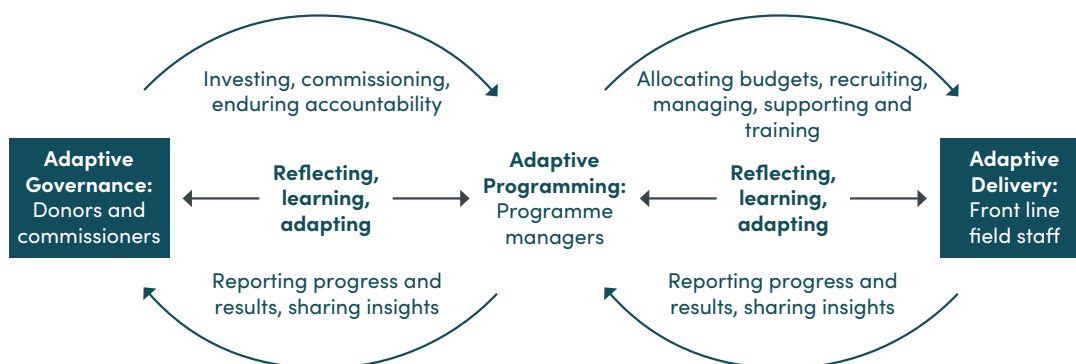 Investing, commissioning,
enduring accountability
Allocating budgets, recruiting,
managing, supporting and
training
Adaptive
Governance:
Donors and
commissioners
Reflecting,
learning,
adapting
Adaptive
Programming:
Programme
managers
Reflecting,
learning,
adapting
Adaptive
Delivery:
Front line
field staff
Reporting progress and
results, sharing insights
Reporting progress and
results, sharing insights